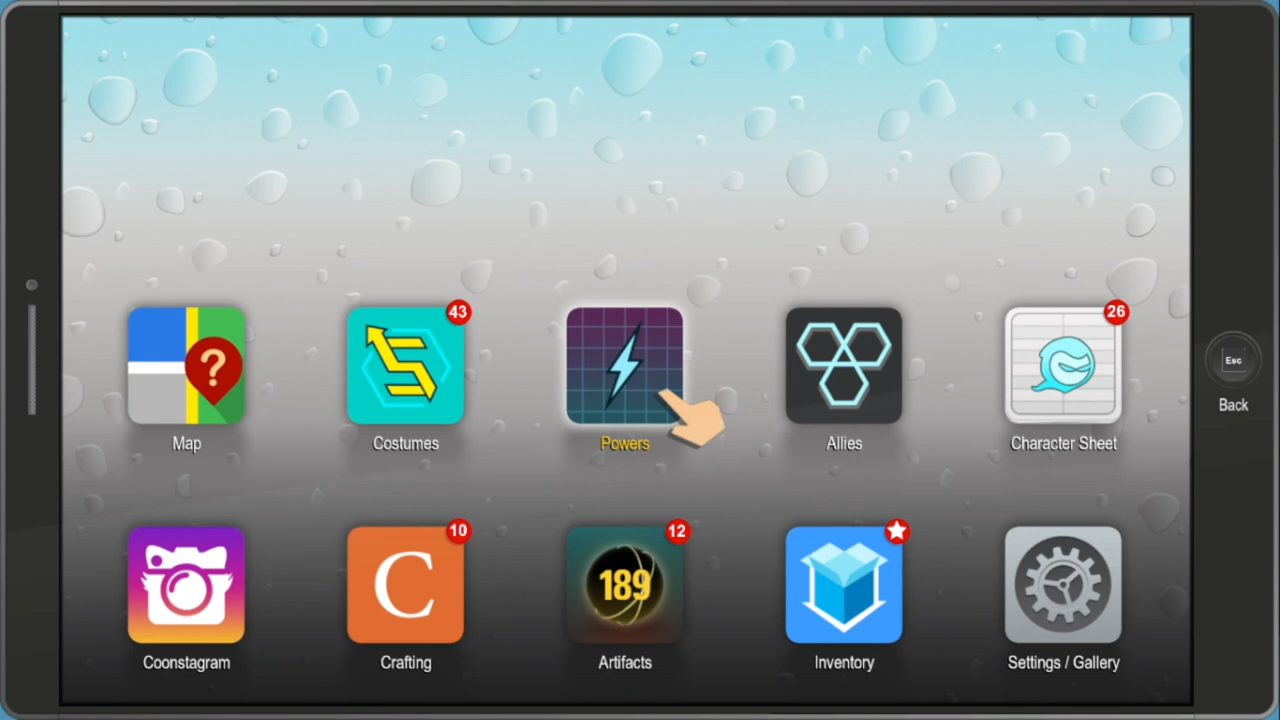 43
26
?
Esc
Map
Costumes
Powers
Allies
Character Sheet
Back
10
12
C
189
Coonstagram
Crafting
Artifacts
Inventory
Settings / Gallery